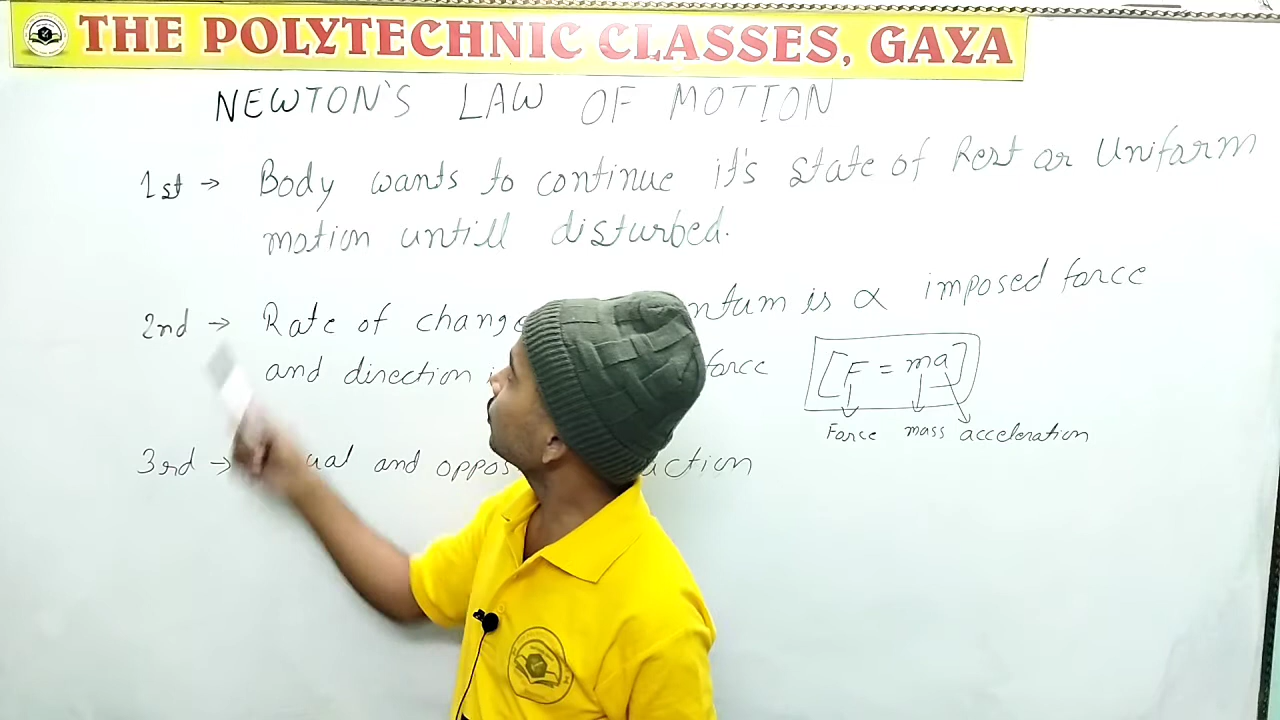 THE POLYTECHNIC CLASSES, GAYA
NEWTON'S LAW OF MOTION
1st → Body wants to continue it's state of Rest or Uniform
motion untill disturbed.
2nd → Rate of chang ntum is α imposed force
and direction i force [F = ma]
Force mass acceleration
3rd → ual and oppos action